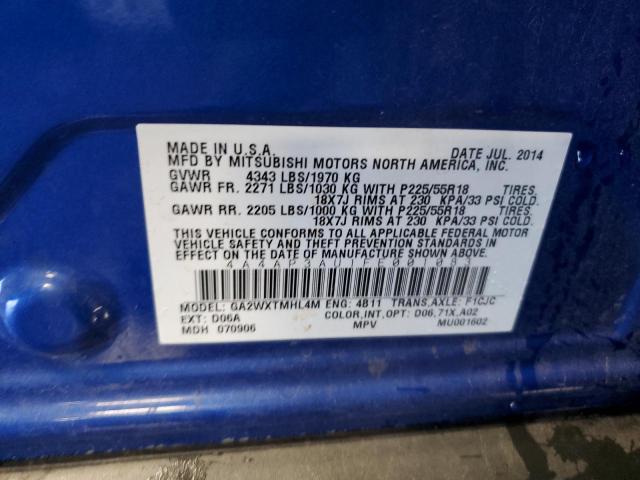 MADE IN U.S.A. DATE JUL. 2014
MFD BY MITSUBISHI MOTORS NORTH AMERICA, INC.
GVWR 4343 LBS/1970 KG
GAWR FR. 2271 LBS/1030 KG WITH P225/55R18 TIRES,
18X7J RIMS AT 230 KPA/33 PSI COLD.
GAWR RR. 2205 LBS/1000 KG WITH P225/55R18 TIRES,
18X7J RIMS AT 230 KPA/33 PSI COLD.
THIS VEHICLE CONFORMS TO ALL APPLICABLE FEDERAL MOTOR
VEHICLE SAFETY AND THEFT PREVENTION STANDARDS IN
EFFECT ON THE DATE OF MANUFACTURE SHOWN ABOVE.
MODEL: GA2WXTMHL4M ENG: 4B11 TRANS,AXLE: F1CJC
EXT: D06A COLOR,INT,OPT: D06,71X,A02
MDH 070906 MPV MU001602